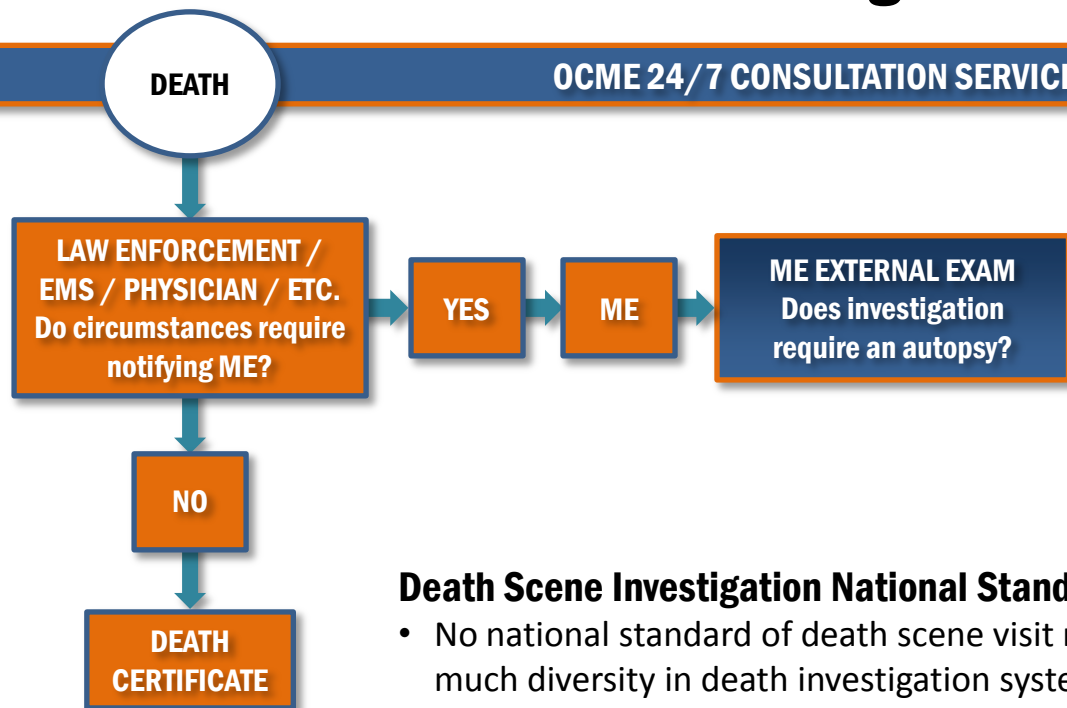 DEATH
OCME 24/7 CONSULTATION SERVICE
LAW ENFORCEMENT /
EMS / PHYSICIAN / ETC.
Do circumstances require
notifying ME?
YES
ME
ME EXTERNAL EXAM
Does investigation
require an autopsy?
NO
DEATH
CERTIFICATE
Death Scene Investigation National Stand
• No national standard of death scene visit
much diversity in death investigation syste